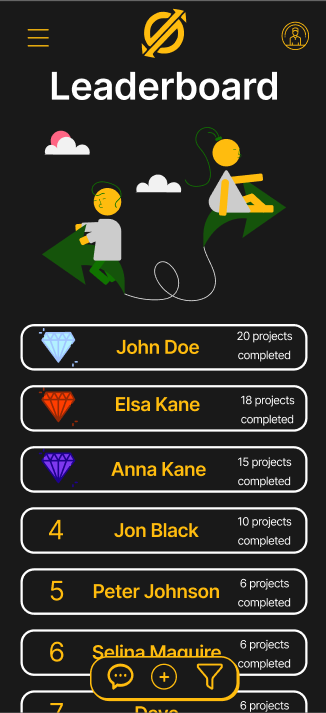 Leaderboard
John Doe
20 projects
completed
Elsa Kane
18 projects
completed
Anna Kane
15 projects
completed
4
Jon Black
10 projects
completed
5
Peter Johnson
6 projects
completed
6
Selina Maguire
6 projects
completed
7
6 projects